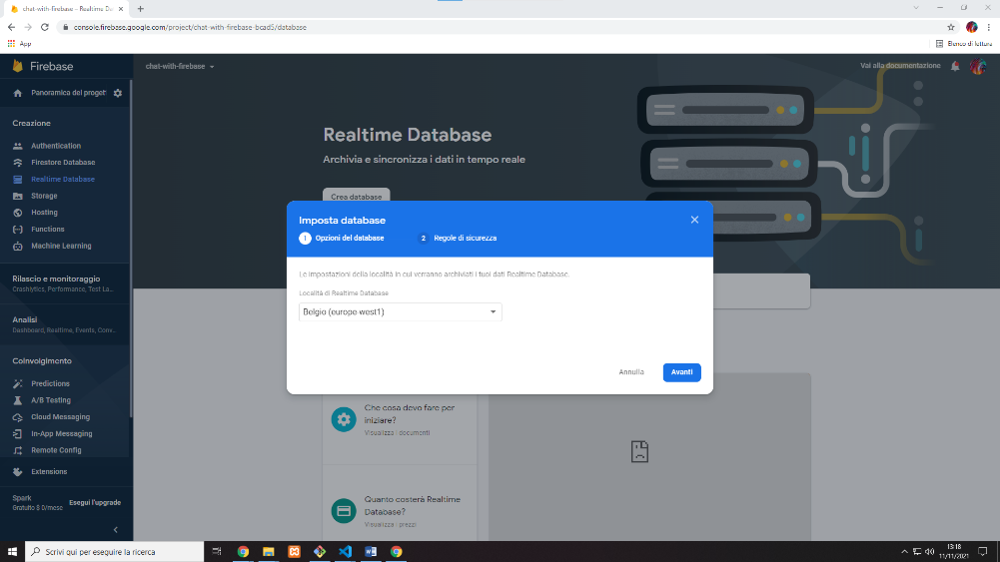 chat-with-firebase – Realtime Da
console.firebase.google.com/project/chat-with-firebase-bcad5/database
App
Elenco di lettura
Firebase
chat-with-firebase
Vai alla documentazione
Panoramica del proget
Creazione
Authentication
Firestore Database
Realtime Database
Storage
Hosting
Functions
Machine Learning
Rilascio e monitoraggio
Crashlytics, Performance, Test La...
Analisi
Dashboard, Realtime, Events, Conv...
Coinvolgimento
Predictions
A/B Testing
Cloud Messaging
In-App Messaging
Remote Config
Extensions
Spark
Gratuito $ 0/mese
Esegui l'upgrade
Realtime Database
Archivia e sincronizza i dati in tempo reale
Crea database
Imposta database
1 Opzioni del database
2 Regole di sicurezza
Le impostazioni della località in cui verranno archiviati i tuoi dati Realtime Database.
Località di Realtime Database
Belgio (europe-west1)
Annulla
Avanti
Che cosa devo fare per
iniziare?
Visualizza i documenti
Quanto costerà Realtime
Database?
Visualizza i prezzi
Scrivi qui per eseguire la ricerca
13:18
11/11/2021